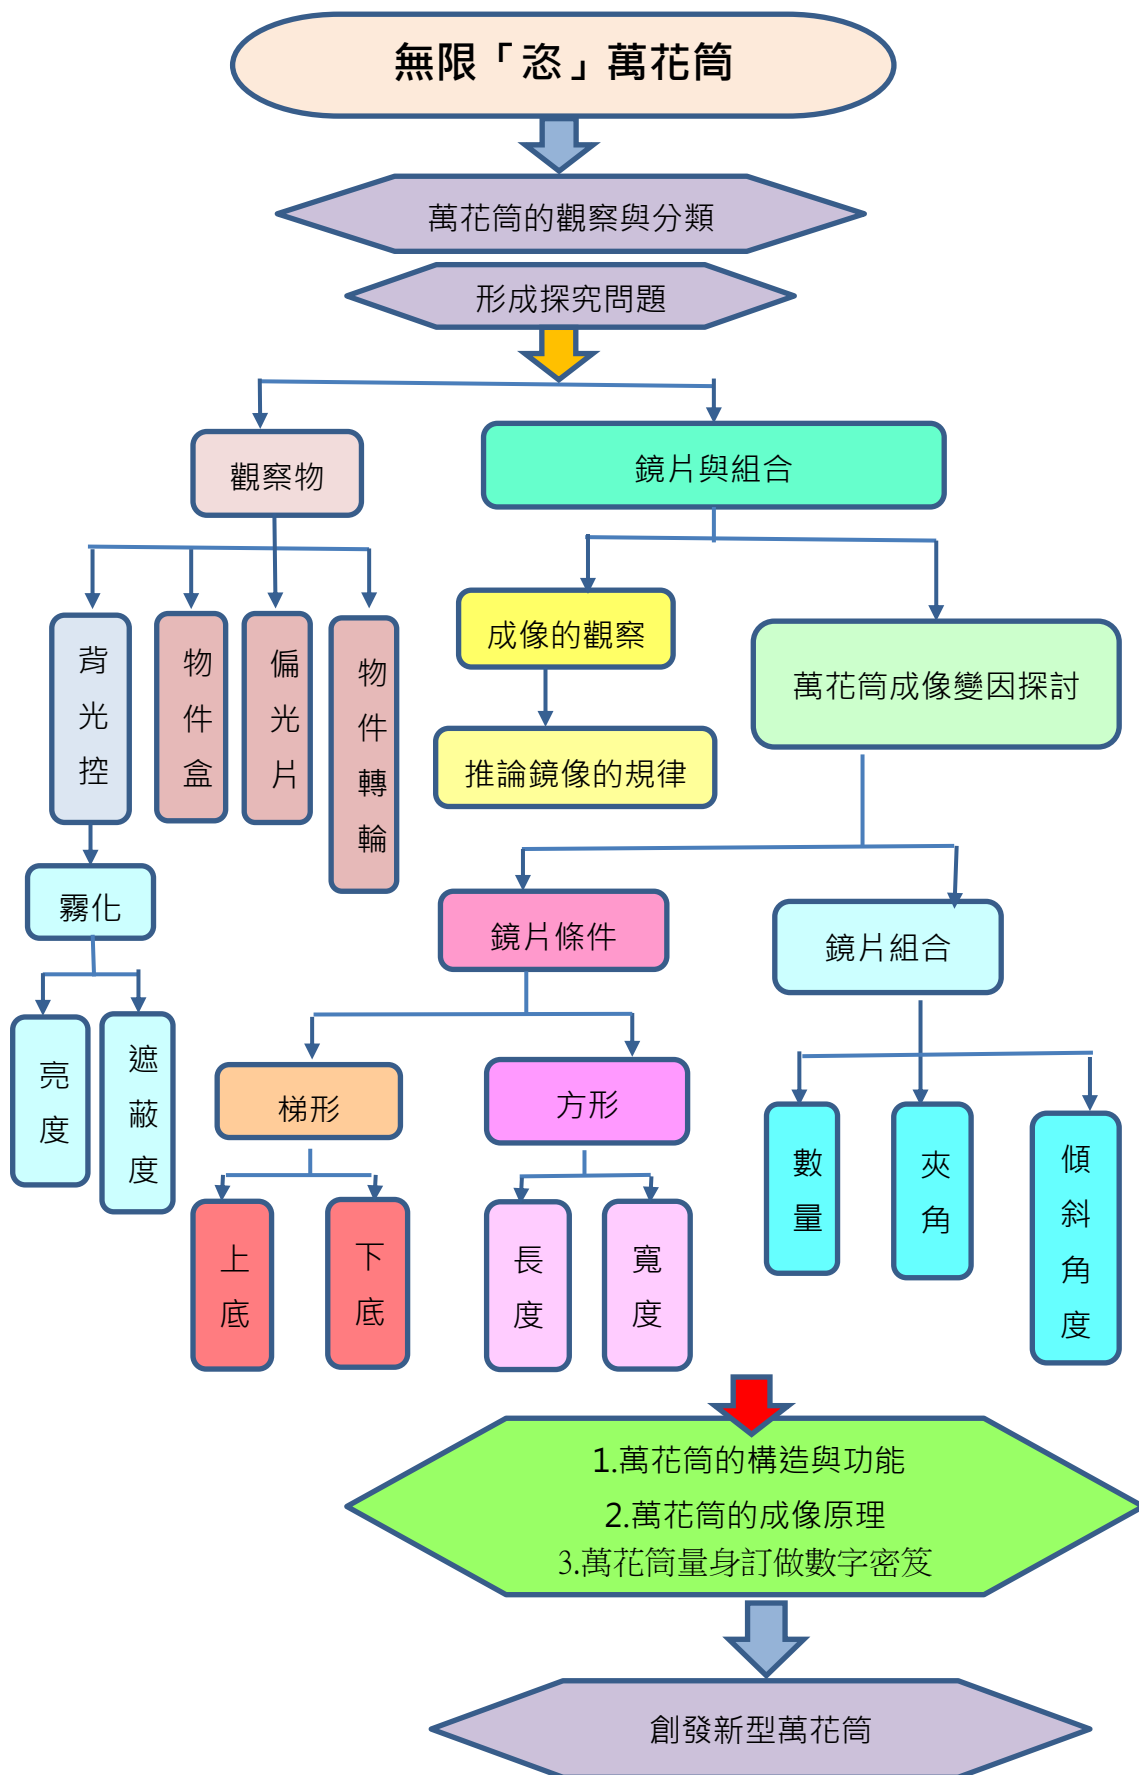 無限「恣」萬花筒
萬花筒的觀察與分類
形成探究問題
觀察物
鏡片與組合
背光控
物件盒
偏光片
物件轉輪
成像的觀察
萬花筒成像變因探討
推論鏡像的規律
霧化
鏡片條件
鏡片組合
亮度
遮蔽度
梯形
方形
數量
夾角
傾斜角度
上底
下底
長度
寬度
1.萬花筒的構造與功能
2.萬花筒的成像原理
3.萬花筒量身訂做數字密笈
創發新型萬花筒